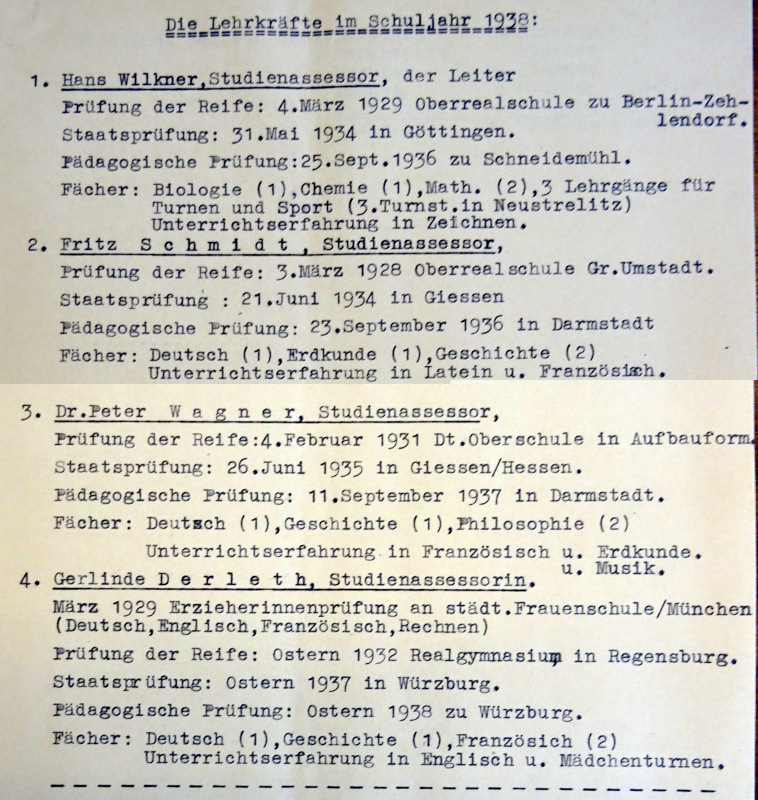 Die Lehrkräfte im Schuljahr 1938:
1. Hans Wilkner,Studienassessor, der Leiter
Prüfung der Reife: 4.März 1929 Oberrealschule zu Berlin-Zeh-
lendorf.
Staatsprüfung: 31.Mai 1934 in Göttingen.
Pädagogische Prüfung:25.Sept.1936 zu Schneidemühl.
Fächer: Biologie (1),Chemie (1),Math. (2),3 Lehrgänge für
Turnen und Sport (3.Turnst.in Neustrelitz)
Unterrichtserfahrung in Zeichnen.
2. Fritz S c h m i d t , Studienassessor,
Prüfung der Reife: 3.März 1928 Oberrealschule Gr.Umstadt.
Staatsprüfung : 21.Juni 1934 in Giessen
Pädagogische Prüfung: 23.September 1936 in Darmstadt
Fächer: Deutsch (1),Erdkunde (1),Geschichte (2)
Unterrichtserfahrung in Latein u. Französisch.
3. Dr.Peter W a g n e r, Studienassessor,
Prüfung der Reife:4.Februar 1931 Dt.Oberschule in Aufbauform.
Staatsprüfung: 26.Juni 1935 in Giessen/Hessen.
Pädagogische Prüfung: 11.September 1937 in Darmstadt.
Fächer: Deutsch (1),Geschichte (1),Philosophie (2)
Unterrichtserfahrung in Französisch u. Erdkunde.
u. Musik.
4. Gerlinde D e r l e t h, Studienassessorin.
März 1929 Erzieherinnenprüfung an städt.Frauenschule/München
(Deutsch,Englisch,Französisch,Rechnen)
Prüfung der Reife: Ostern 1932 Realgymnasium in Regensburg.
Staatsprüfung: Ostern 1937 in Würzburg.
Pädagogische Prüfung: Ostern 1938 zu Würzburg.
Fächer: Deutsch (1),Geschichte (1),Französich (2)
Unterrichtserfahrung in Englisch u. Mädchenturnen.